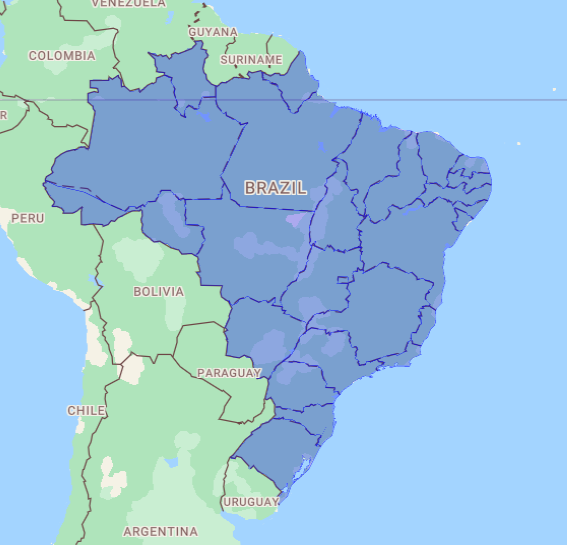 VENEZUELA
GUYANA
COLOMBIA
SURINAME
R
BRAZIL
PERU
BOLIVIA
PARAGUAY
CHILE
URUGUAY
ARGENTINA